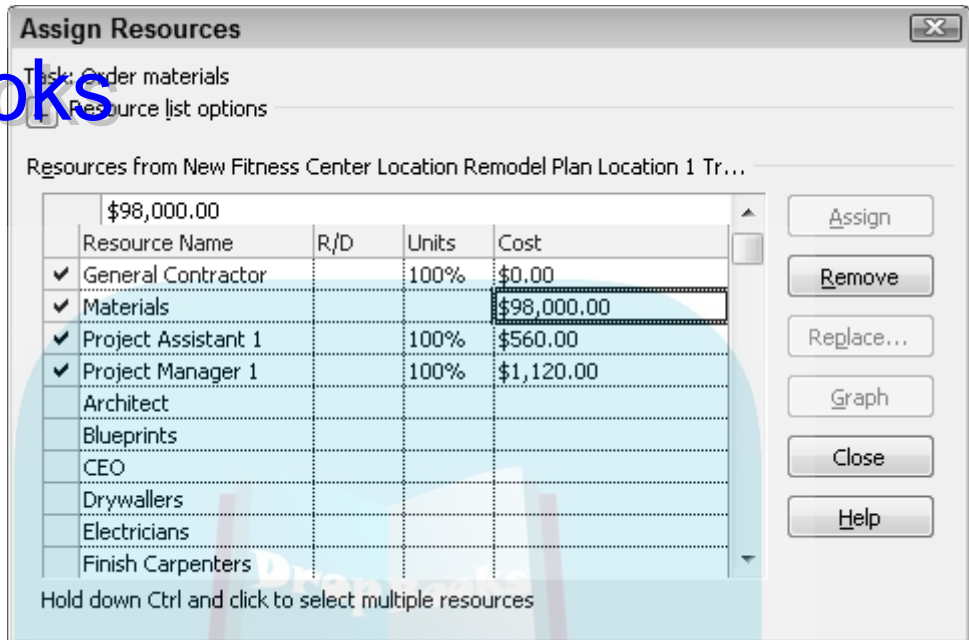 Assign Resources
Task: Order materials
oks
Resource list options
Resources from New Fitness Center Location Remodel Plan Location 1 Tr...
$98,000.00
Assign
Resource Name R/D Units Cost
✔ General Contractor 100% $0.00
Remove
✔ Materials $98,000.00
✔ Project Assistant 1 100% $560.00
Replace...
✔ Project Manager 1 100% $1,120.00
Architect
Graph
Blueprints
CEO
Close
Drywallers
Electricians
Help
Finish Carpenters
DropBooks
Hold down Ctrl and click to select multiple resources